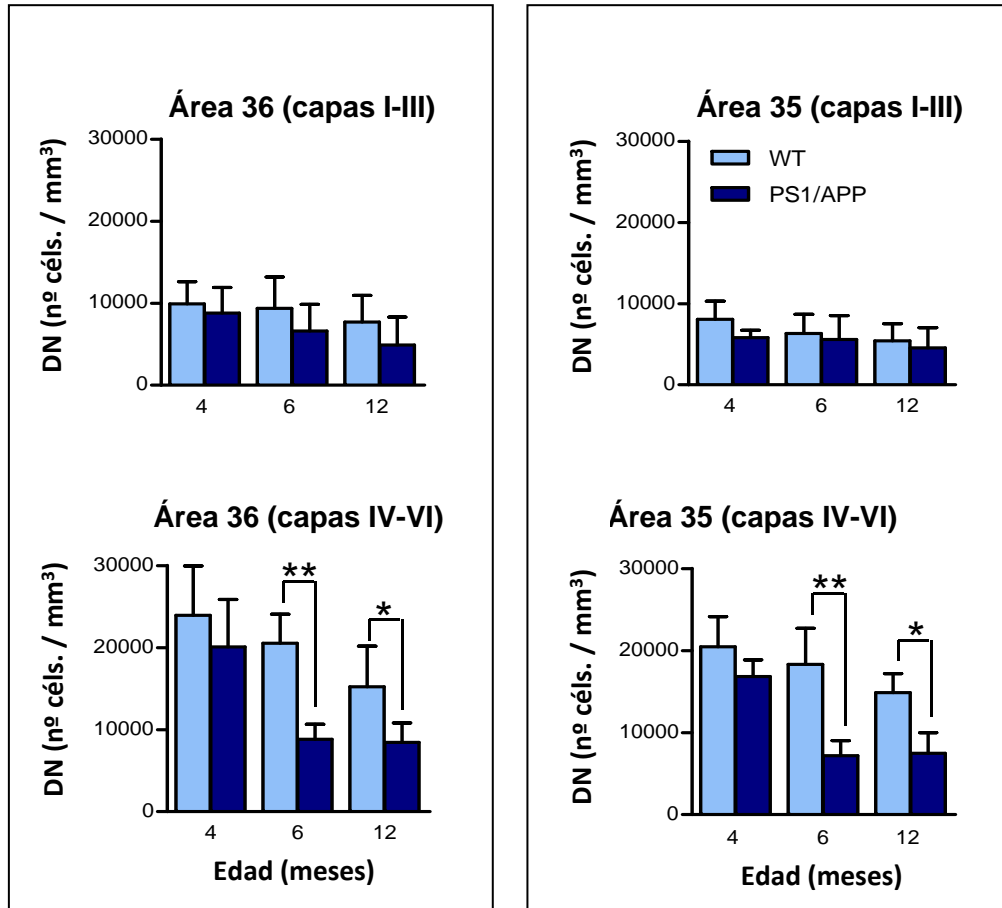 Área 36 (capas I-III)
DN (nº céls. / mm³)
30000
20000
10000
0
4 6 12
Área 35 (capas I-III)
DN (nº céls. / mm³)
30000
20000
10000
0
WT
PS1/APP
4 6 12
Área 36 (capas IV-VI)
DN (nº céls. / mm³)
30000
20000
10000
0
** *
4 6 12
Edad (meses)
Área 35 (capas IV-VI)
DN (nº céls. / mm³)
30000
20000
10000
0
** *
4 6 12
Edad (meses)